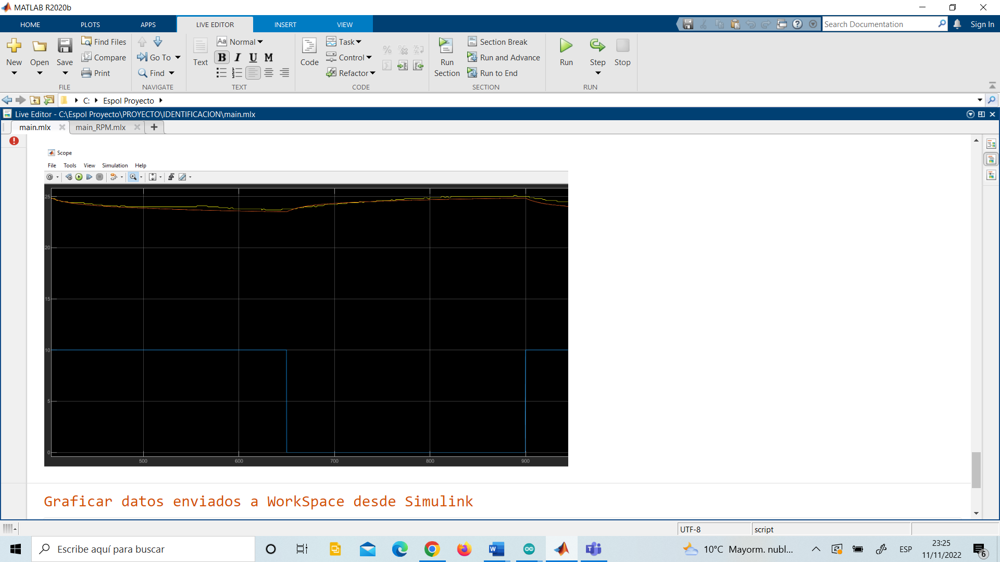 MATLAB R2020b
HOME PLOTS APPS LIVE EDITOR INSERT VIEW
Search Documentation
Sign In
New
Open
Save
Find Files
Compare
Print
FILE
Go To
Find
NAVIGATE
Text
Aa Normal
B I U M
TEXT
Code
Task
Control
Refactor
CODE
Run Section
Section Break
Run and Advance
Run to End
SECTION
Run
Step
Stop
RUN
C: Espol Proyecto
Live Editor - C:\Espol Proyecto\PROYECTO\IDENTIFICACION\main.mlx
main.mlx main_RPM.mlx
Scope
File Tools View Simulation Help
25
20
15
10
5
0
500 600 700 800 900
Graficar datos enviados a WorkSpace desde Simulink
UTF-8 script
Escribe aquí para buscar
10°C Mayorm. nubl...
ESP
23:25
11/11/2022
6